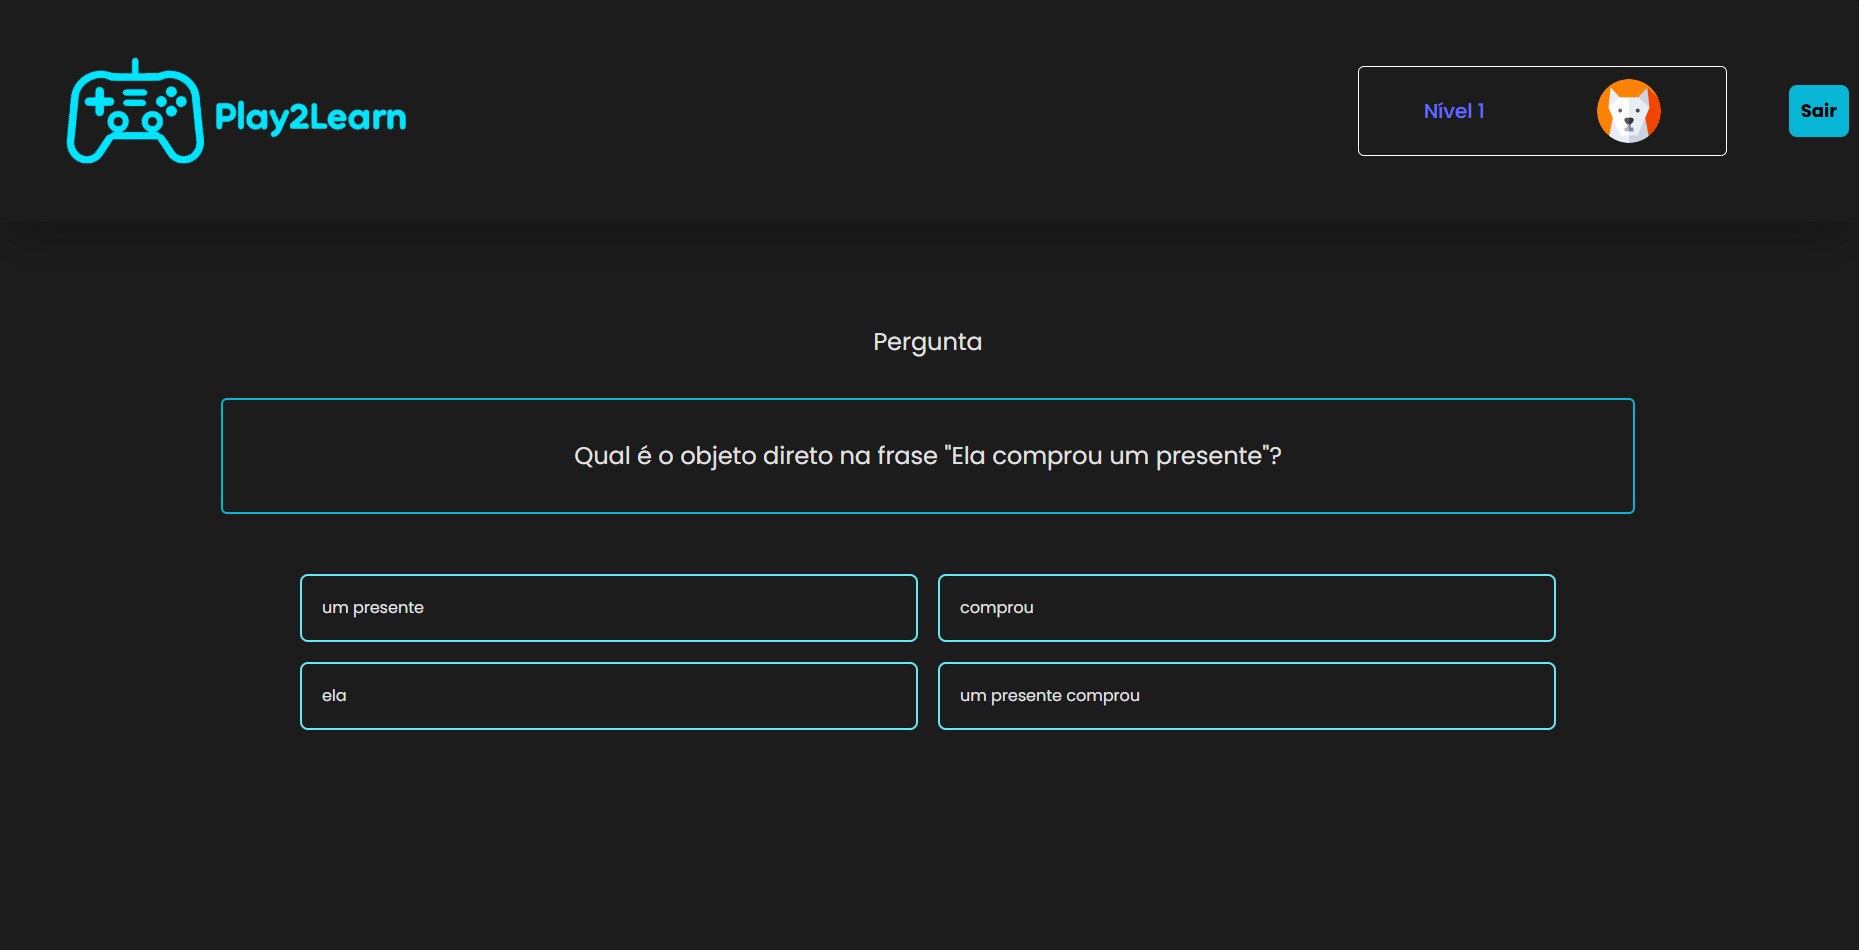 Play2Learn
Nível 1
Sair
Pergunta
Qual é o objeto direto na frase "Ela comprou um presente"?
um presente
comprou
ela
um presente comprou